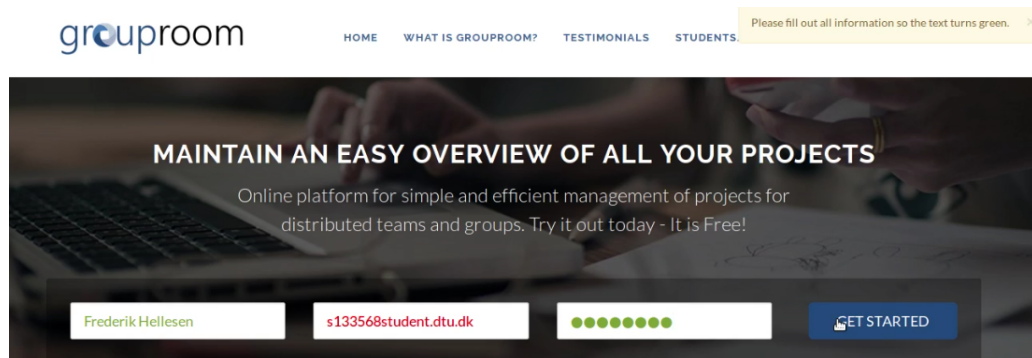 grouproom
HOME WHAT IS GROUPROOM? TESTIMONIALS STUDENTS.
Please fill out all information so the text turns green. ×
MAINTAIN AN EASY OVERVIEW OF ALL YOUR PROJECTS
Online platform for simple and efficient management of projects for
distributed teams and groups. Try it out today - It is Free!
Frederik Hellesen
s133568student.dtu.dk
●●●●●●●●
GET STARTED